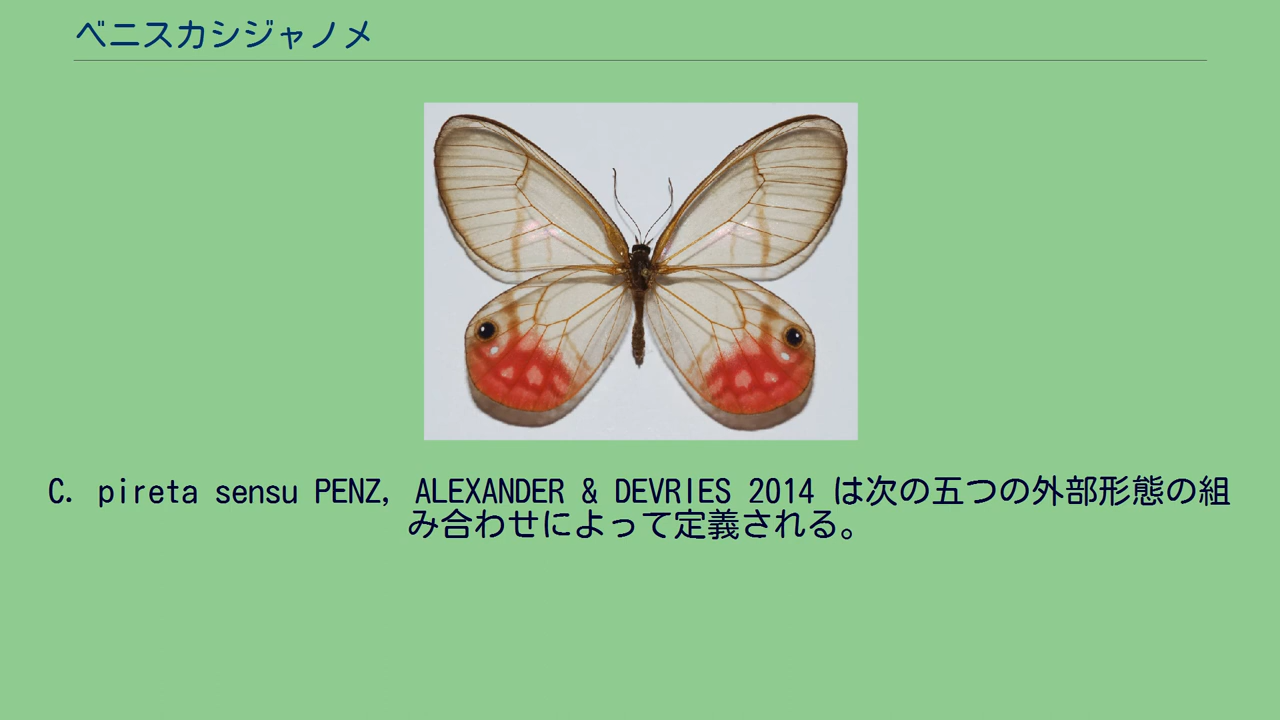 ベニスカシジャノメ
C. pireta sensu PENZ, ALEXANDER & DEVRIES 2014 は次の五つの外部形態の組
み合わせによって定義される。